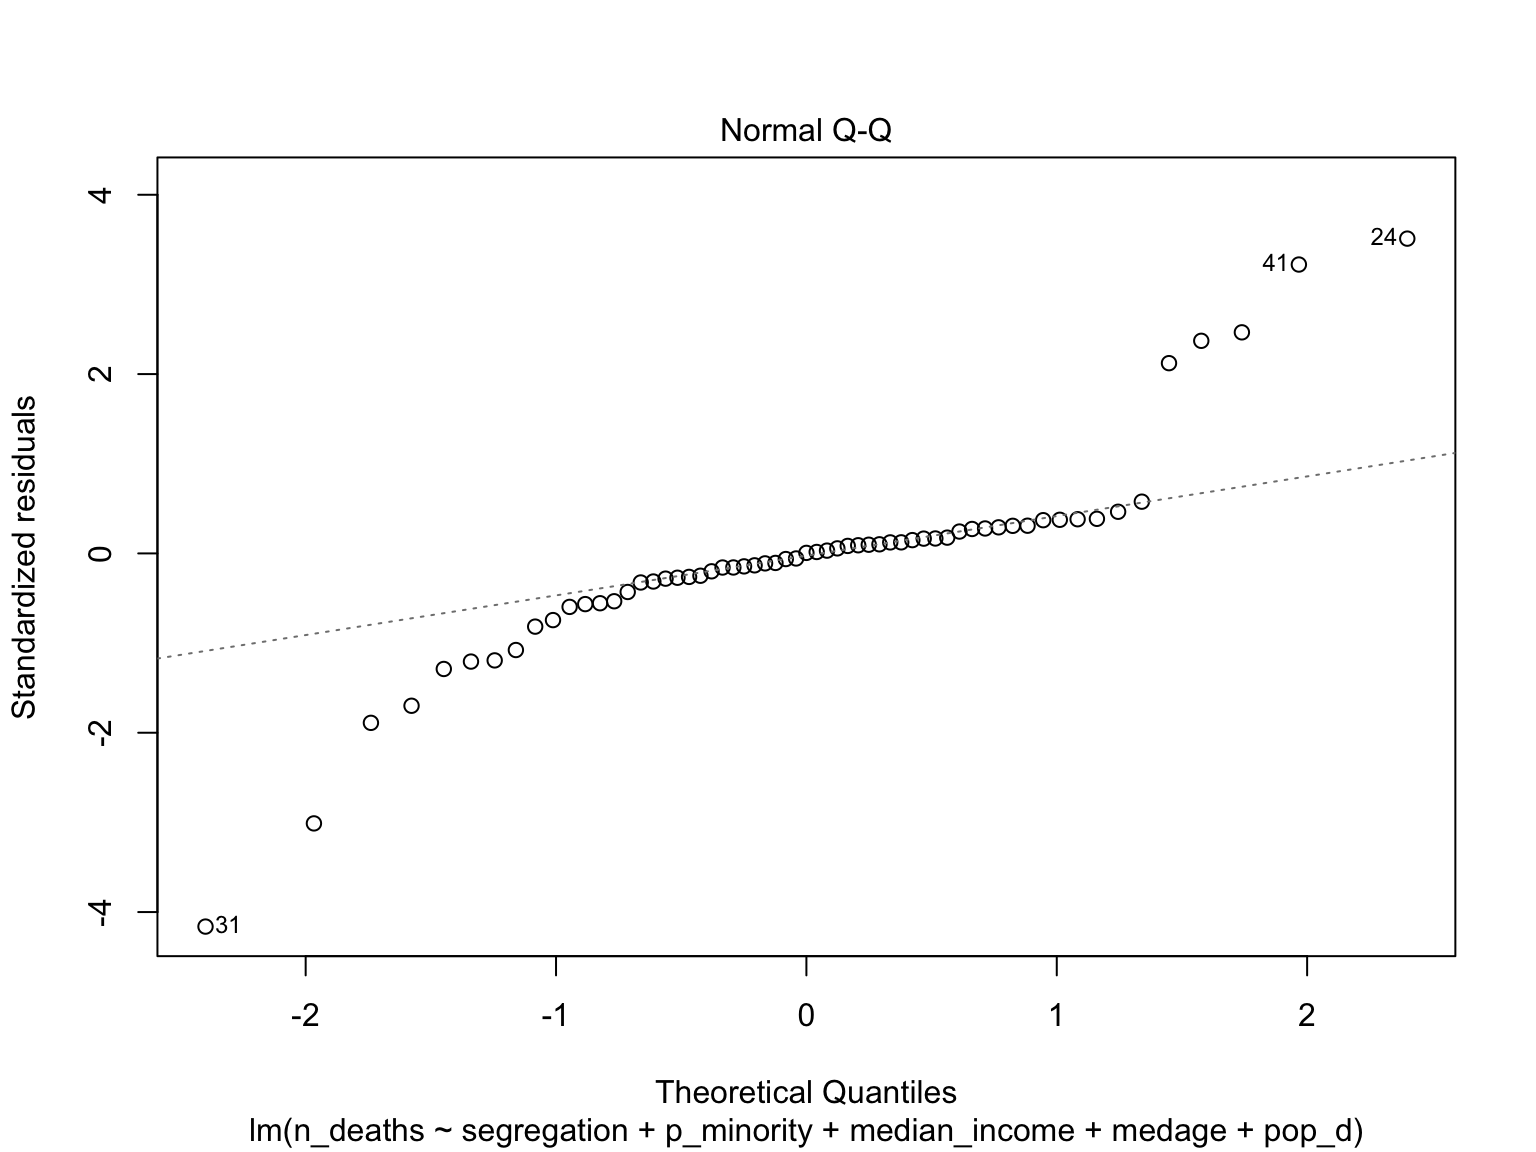 Normal Q-Q
4
24
41
2
Standardized residuals
0
-2
31
-4
-2 -1 0 1 2
Theoretical Quantiles
lm(n_deaths ~ segregation + p_minority + median_income + medage + pop_d)